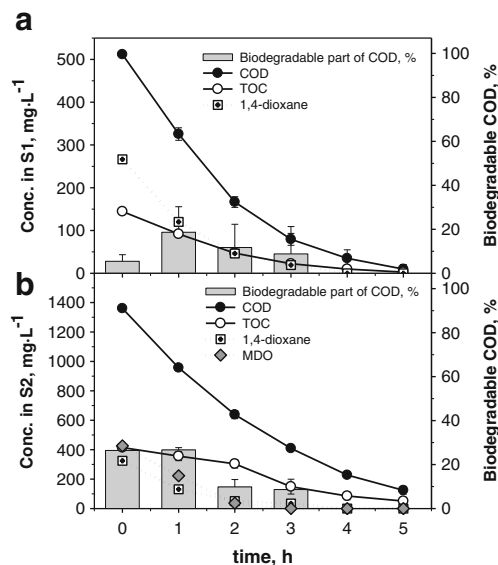 a
Conc. in S1, mg·L⁻¹
500
400
300
200
100
0
Biodegradable part of COD, %
COD
TOC
1,4-dioxane
100
80
60
40
20
0
Biodegradable COD, %
b
Conc. in S2, mg·L⁻¹
1400
1200
1000
800
600
400
200
0
Biodegradable part of COD, %
COD
TOC
1,4-dioxane
MDO
100
80
60
40
20
0
Biodegradable COD, %
0 1 2 3 4 5
time, h